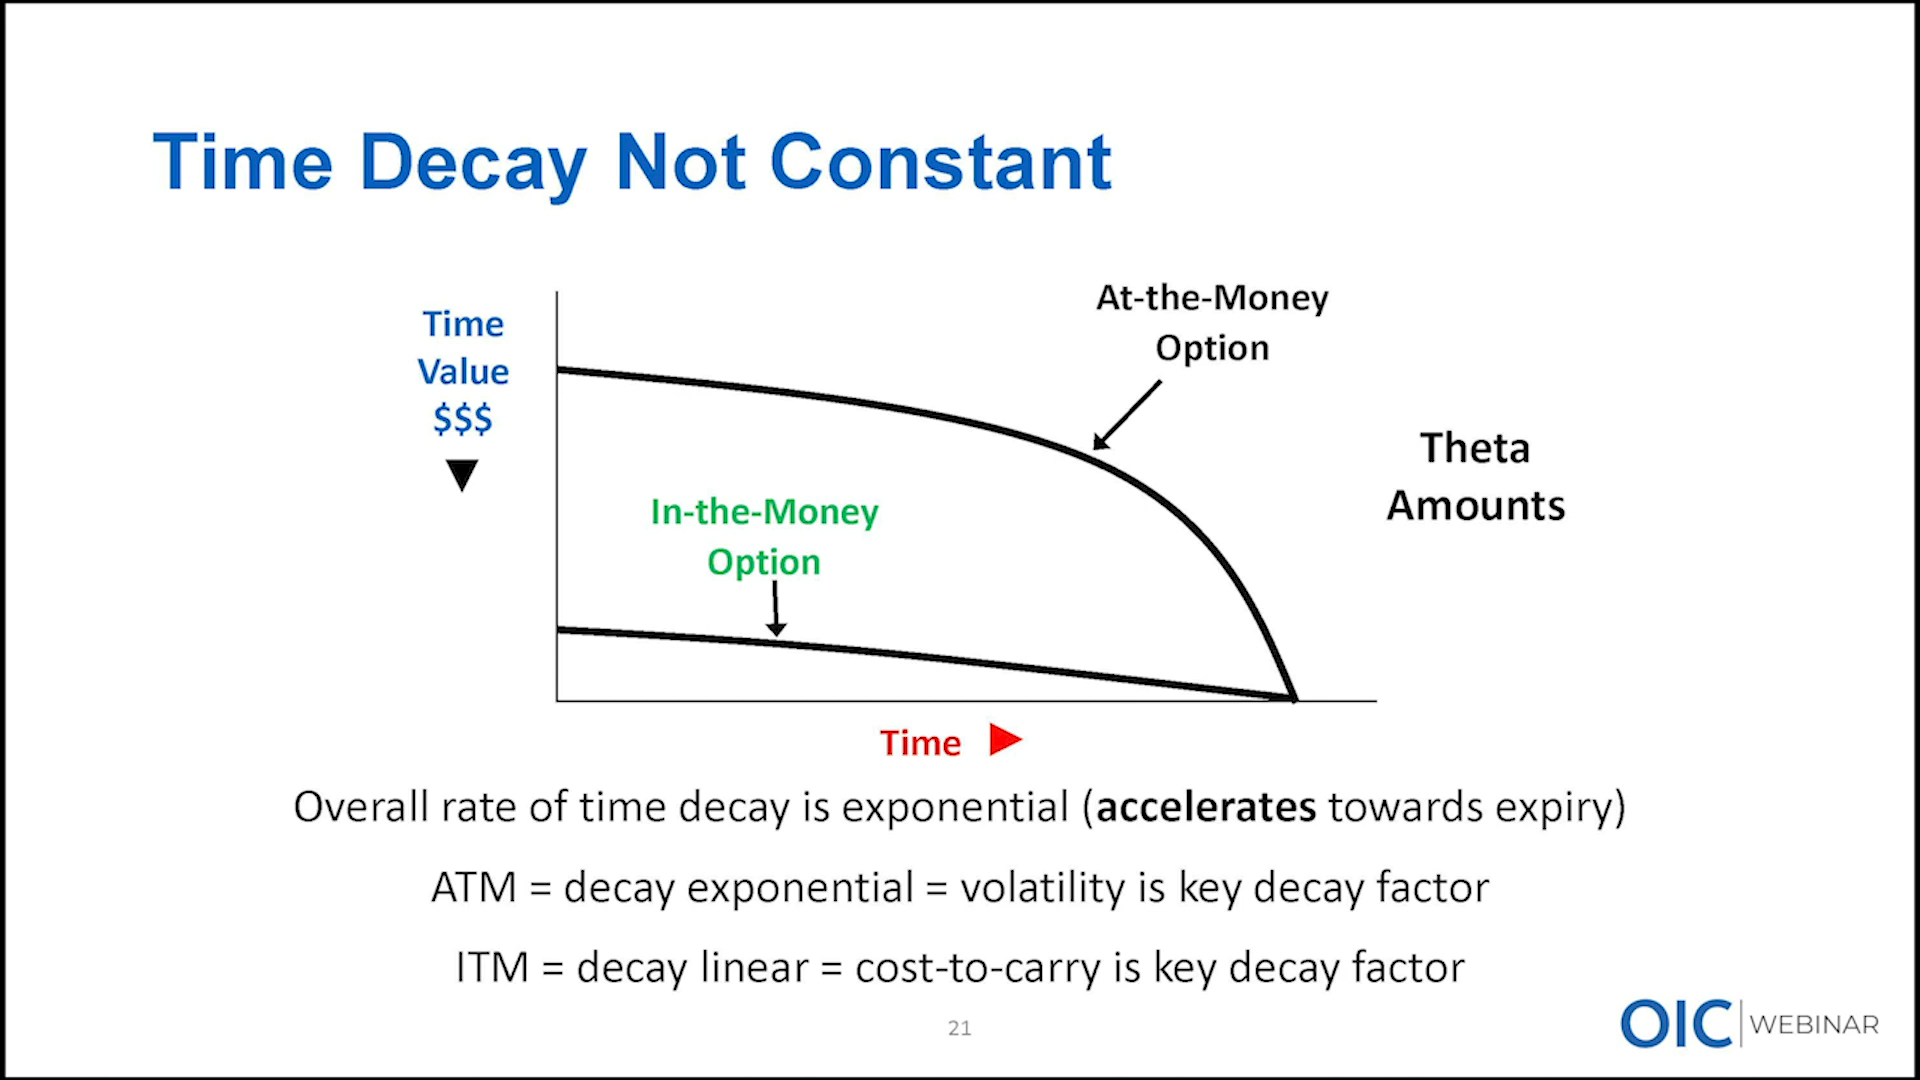 Time Decay Not Constant
Time
Value
$$$
At-the-Money
Option
In-the-Money
Option
Theta
Amounts
Time
Overall rate of time decay is exponential (accelerates towards expiry)
ATM = decay exponential = volatility is key decay factor
ITM = decay linear = cost-to-carry is key decay factor
21
OIC WEBINAR